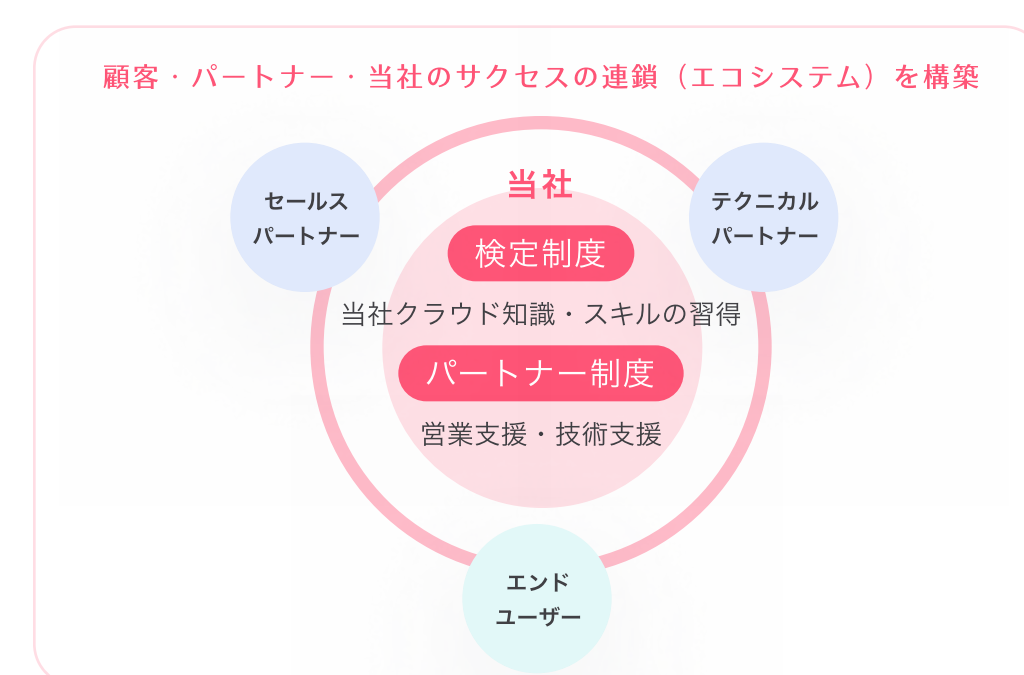 顧客・パートナー・当社のサクセスの連鎖（エコシステム）を構築
セールス
パートナー
当社
テクニカル
パートナー
検定制度
当社クラウド知識・スキルの習得
パートナー制度
営業支援・技術支援
エンド
ユーザー